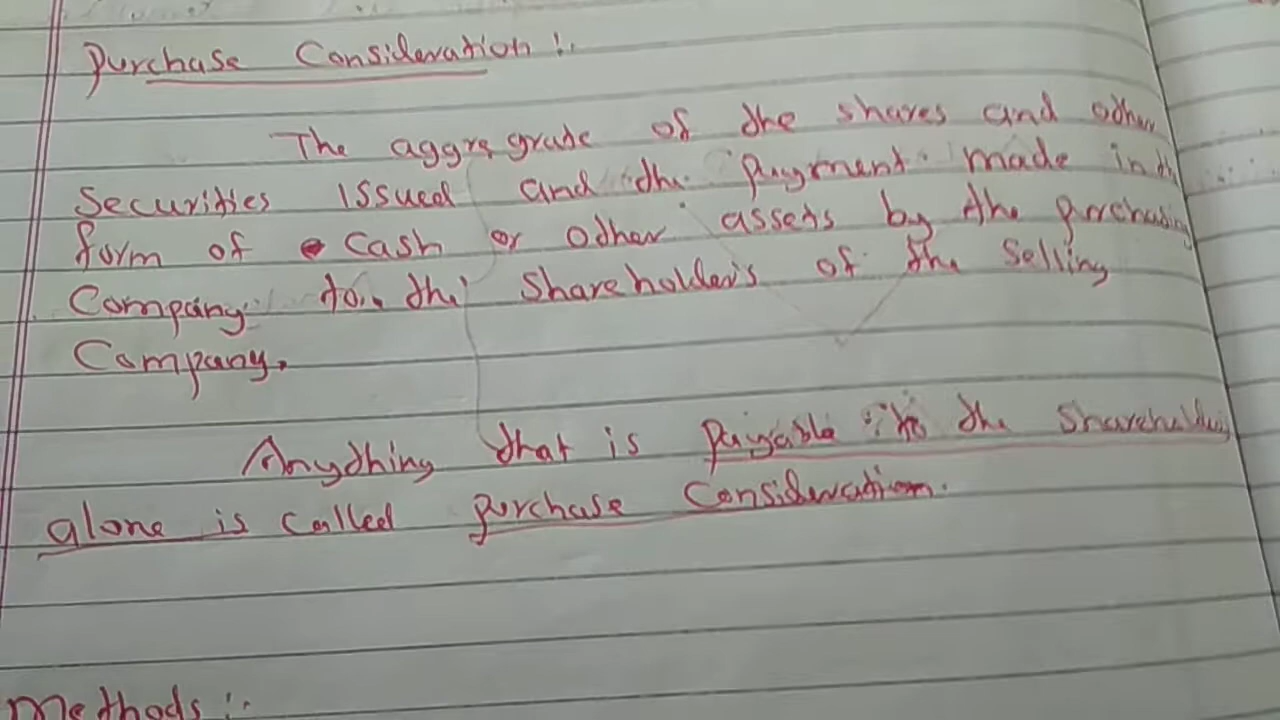 Purchase Consideration :-
The aggregrate of the shares and other
Securities Issued and the Payment made in the
form of Cash or other assets by the purchasing
Company to the Shareholder's of the Selling
Company.
Anything that is Payable to the Shareholders
alone is called purchase Consideration.
Methods :-